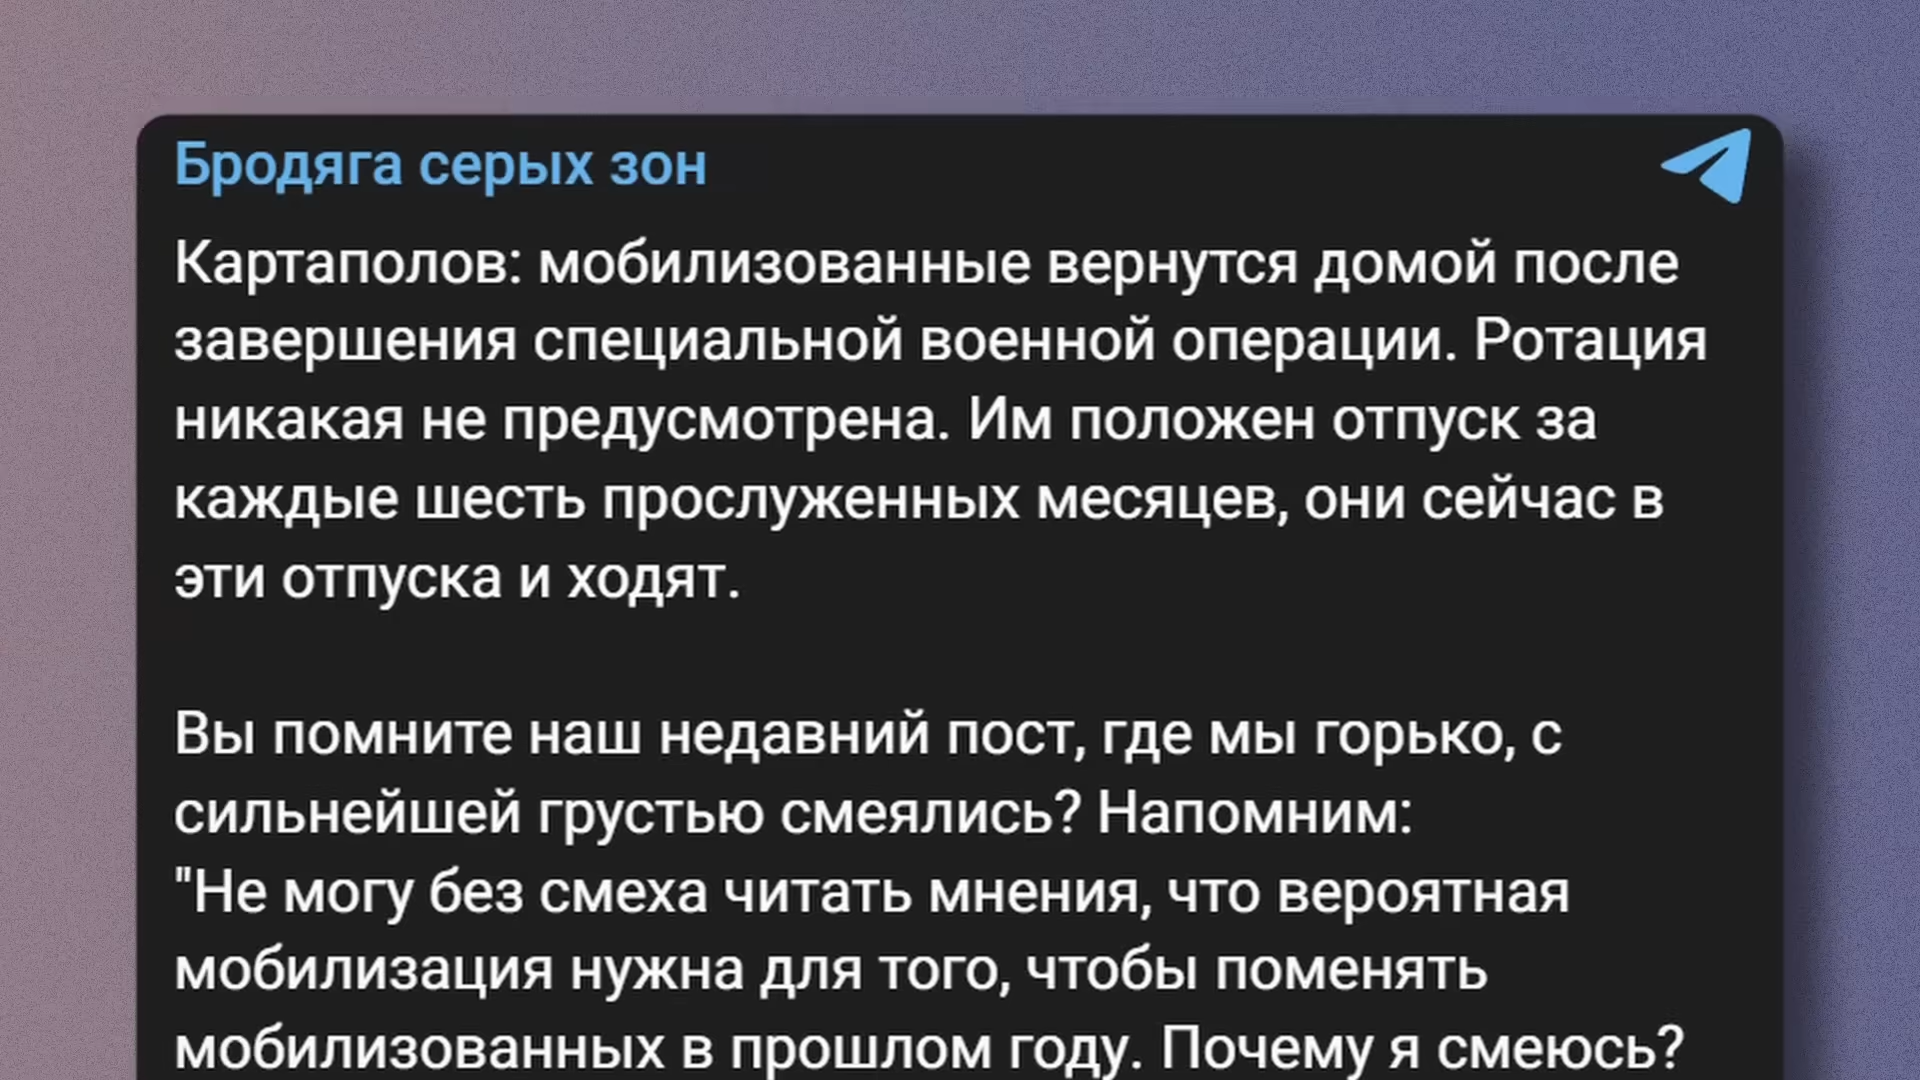 Бродяга серых зон
Картаполов: мобилизованные вернутся домой после
завершения специальной военной операции. Ротация
никакая не предусмотрена. Им положен отпуск за
каждые шесть прослуженных месяцев, они сейчас в
эти отпуска и ходят.
Вы помните наш недавний пост, где мы горько, с
сильнейшей грустью смеялись? Напомним:
"Не могу без смеха читать мнения, что вероятная
мобилизация нужна для того, чтобы поменять
мобилизованных в прошлом году. Почему я смеюсь?